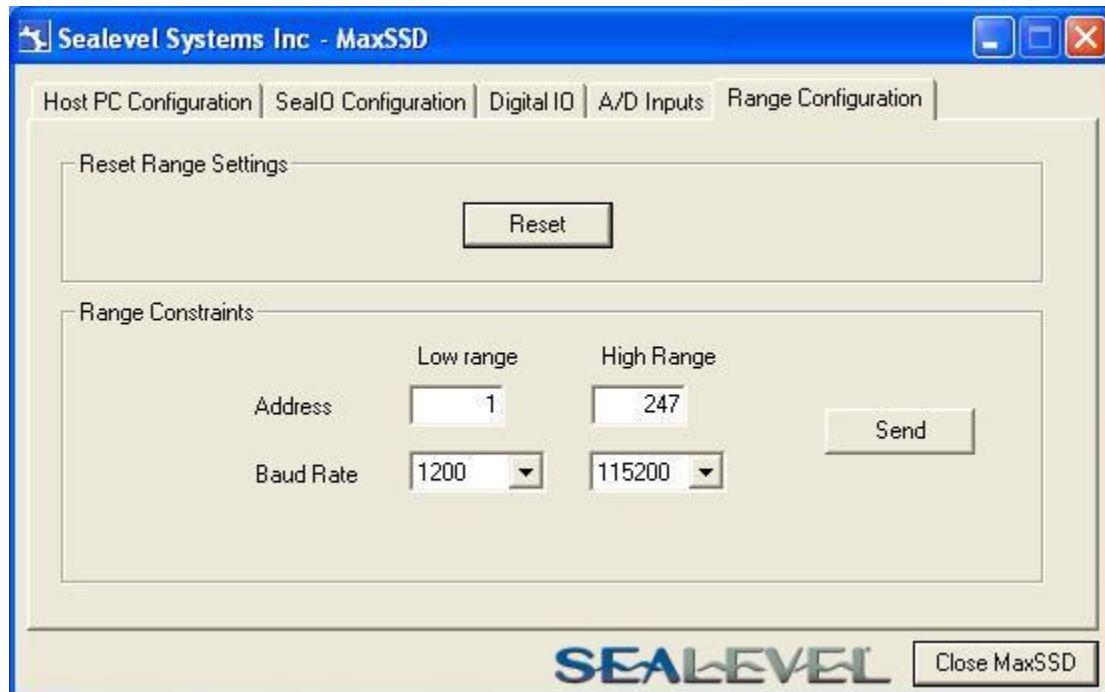 Sealevel Systems Inc - MaxSSD
Host PC Configuration SeaIO Configuration Digital IO A/D Inputs Range Configuration
Reset Range Settings
Reset
Range Constraints
Low range High Range
Address 1 247
Send
Baud Rate 1200 115200
SEALEVEL Close MaxSSD